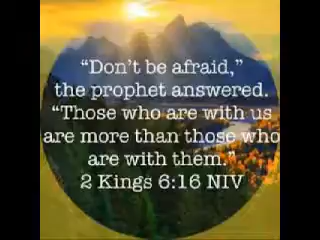 “Don’t be afraid,”
the prophet answered.
“Those who are with us
are more than those who
are with them.”
2 Kings 6:16 NIV